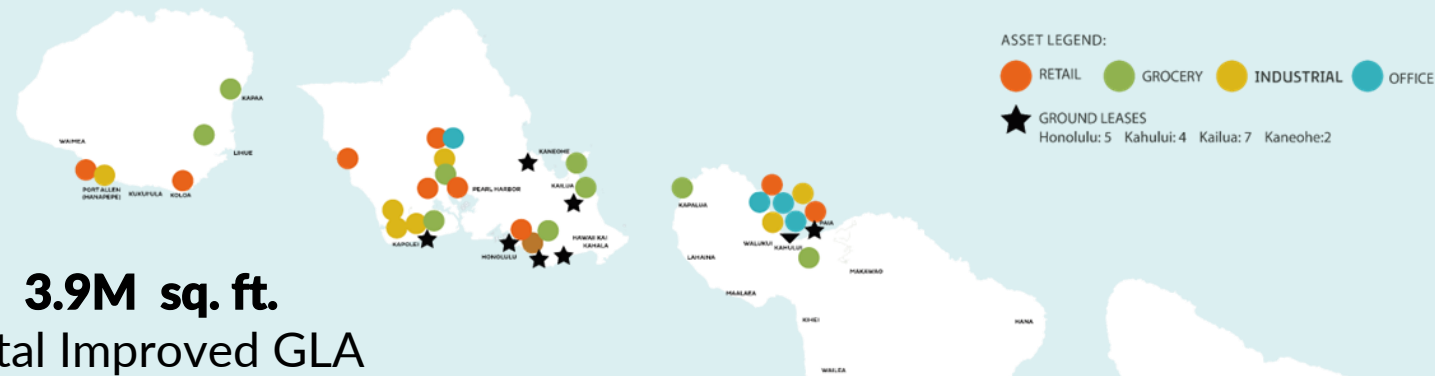 ASSET LEGEND:
RETAIL GROCERY INDUSTRIAL OFFICE
GROUND LEASES
Honolulu: 5 Kahului: 4 Kailua: 7 Kaneohe:2
KAPAA
WAIMEA
LIHUE
PORT ALLEN
(HANAPEPE)
KUKUI'ULA
KOLOA
KANEOHE
KAILUA
PEARL HARBOR
KAPOLEI
HONOLULU
HAWAII KAI
KAHALA
KAPALUA
PAIA
WAILUKU
KAHULUI
LAHAINA
MAKAWAO
MAALAEA
KIHEI
HANA
WAILEA
3.9M sq. ft.
tal Improved GLA